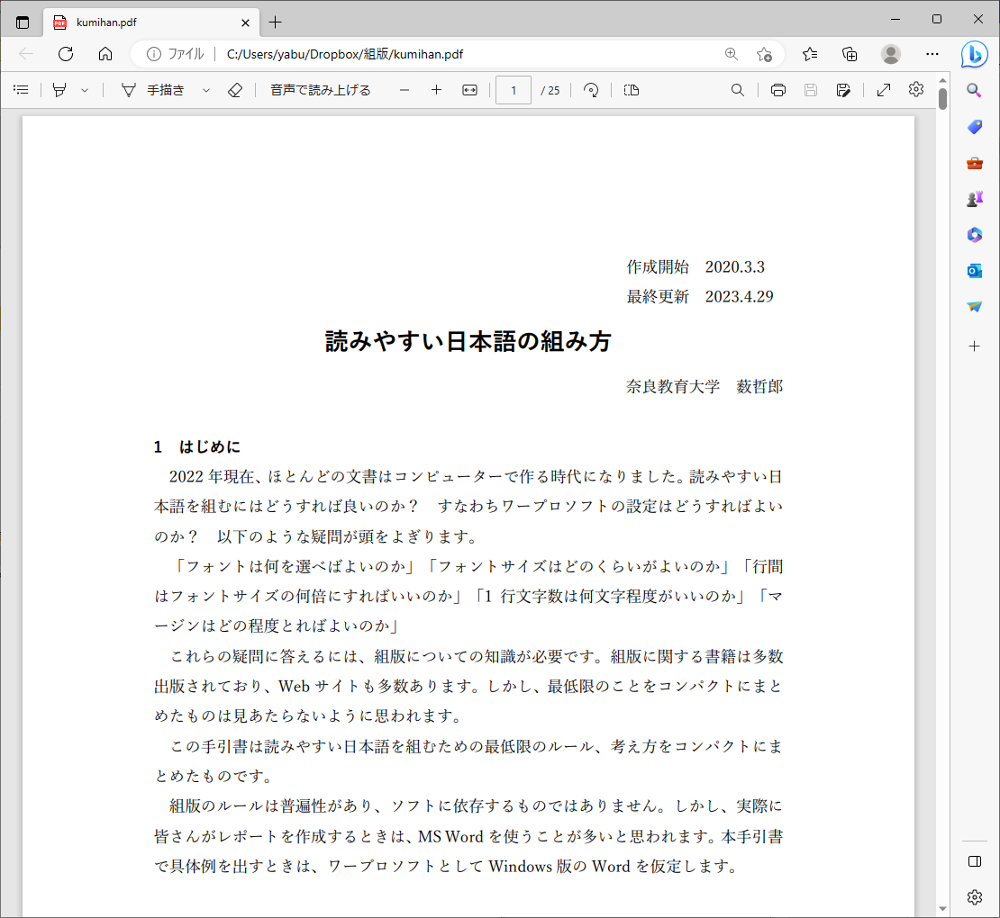 kumihan.pdf
ファイル C:/Users/yabu/Dropbox/組版/kumihan.pdf
手描き 音声で読み上げる 1 / 25
作成開始　2020.3.3
最終更新　2023.4.29
読みやすい日本語の組み方
奈良教育大学　薮哲郎
1　はじめに
2022 年現在、ほとんどの文書はコンピューターで作る時代になりました。読みやすい日
本語を組むにはどうすれば良いのか？　すなわちワープロソフトの設定はどうすればよい
のか？　以下のような疑問が頭をよぎります。
「フォントは何を選べばよいのか」「フォントサイズはどのくらいがよいのか」「行間
はフォントサイズの何倍にすればいいのか」「1 行文字数は何文字程度がいいのか」「マ
ージンはどの程度とればよいのか」
これらの疑問に答えるには、組版についての知識が必要です。組版に関する書籍は多数
出版されており、Web サイトも多数あります。しかし、最低限のことをコンパクトにまと
めたものは見あたらないように思われます。
この手引書は読みやすい日本語を組むための最低限のルール、考え方をコンパクトにま
とめたものです。
組版のルールは普遍性があり、ソフトに依存するものではありません。しかし、実際に
皆さんがレポートを作成するときは、MS Word を使うことが多いと思われます。本手引書
で具体例を出すときは、ワープロソフトとして Windows 版の Word を仮定します。